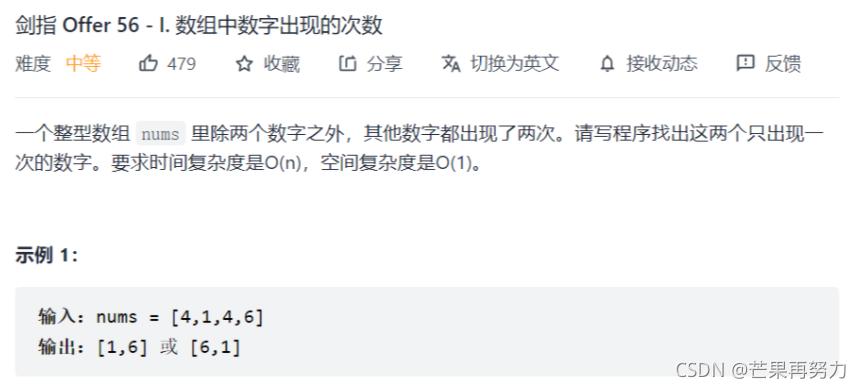 剑指 Offer 56 - I. 数组中数字出现的次数
难度 中等 479 收藏 分享 切换为英文 接收动态 反馈
一个整型数组 nums 里除两个数字之外，其他数字都出现了两次。请写程序找出这两个只出现一
次的数字。要求时间复杂度是O(n)，空间复杂度是O(1)。
示例 1：
输入：nums = [4,1,4,6]
输出：[1,6] 或 [6,1]
CSDN @芒果再努力